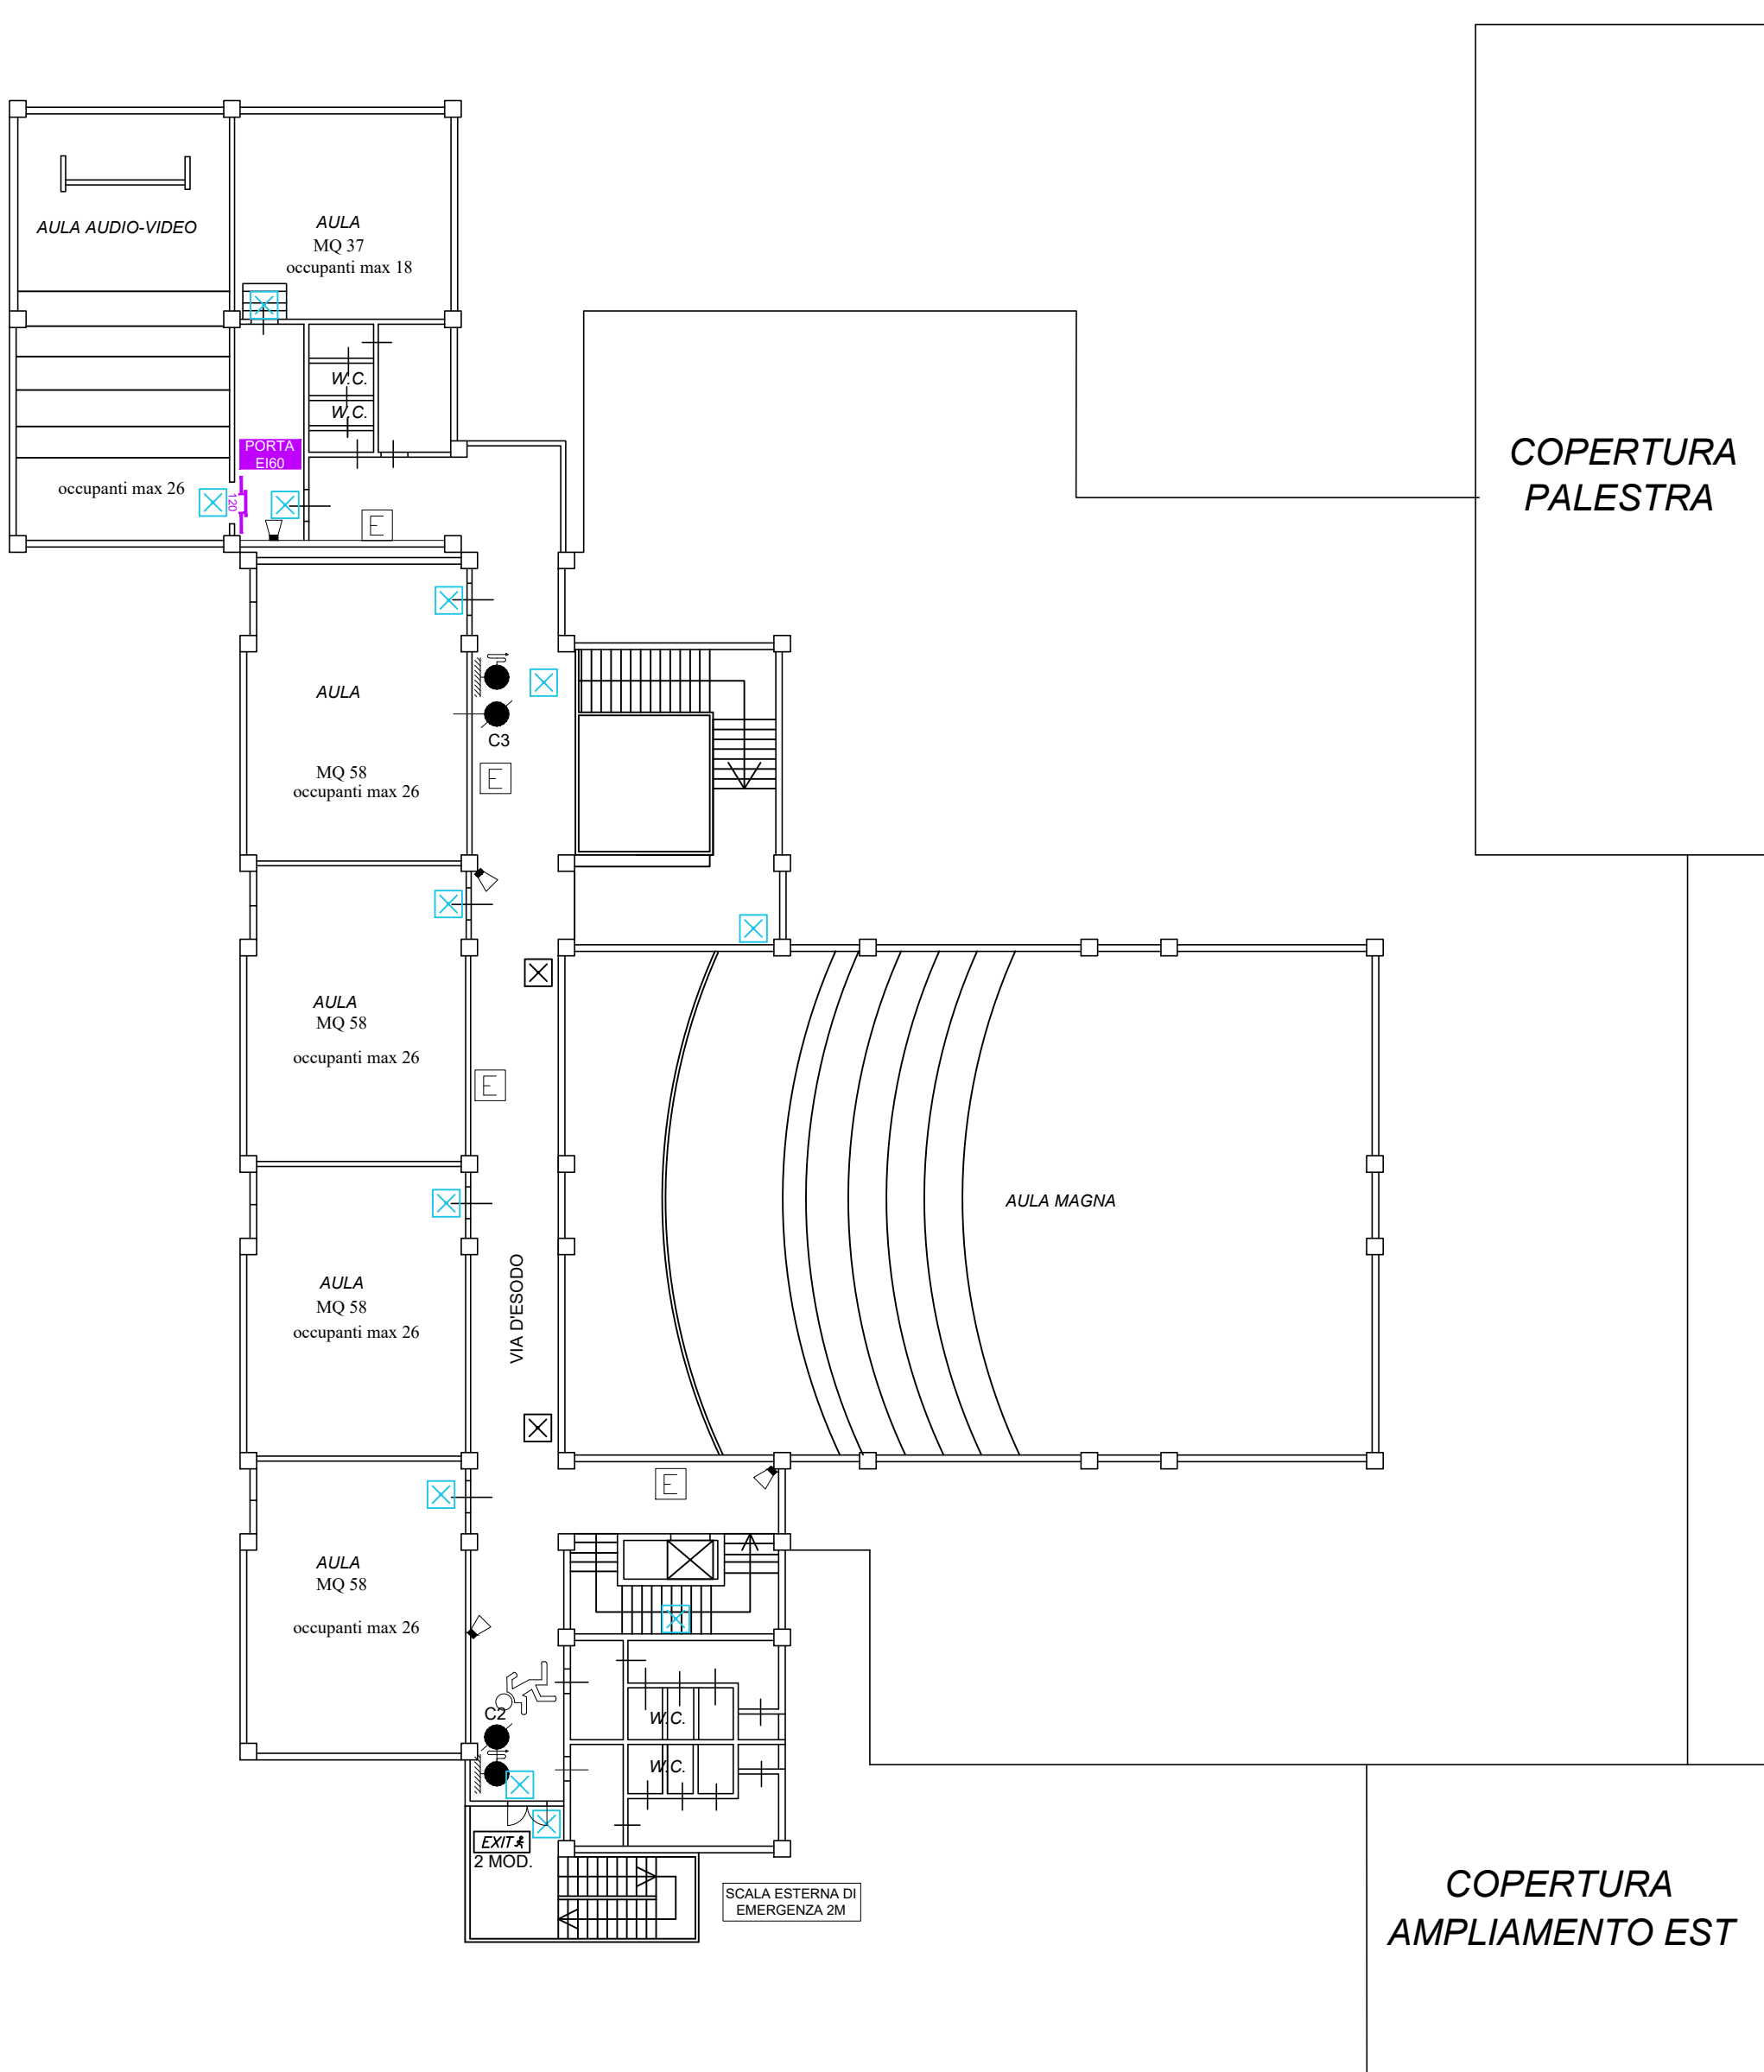 COPERTURA
PALESTRA
AULA AUDIO-VIDEO
AULA
MQ 37
occupanti max 18
W.C.
W.C.
PORTA
EI60
120
occupanti max 26
E
AULA
MQ 58
occupanti max 26
C3
E
AULA
MQ 58
occupanti max 26
E
AULA MAGNA
VIA D'ESODO
AULA
MQ 58
occupanti max 26
E
AULA
MQ 58
occupanti max 26
C2
W.C.
W.C.
EXIT
2 MOD.
SCALA ESTERNA DI
EMERGENZA 2M
COPERTURA
AMPLIAMENTO EST